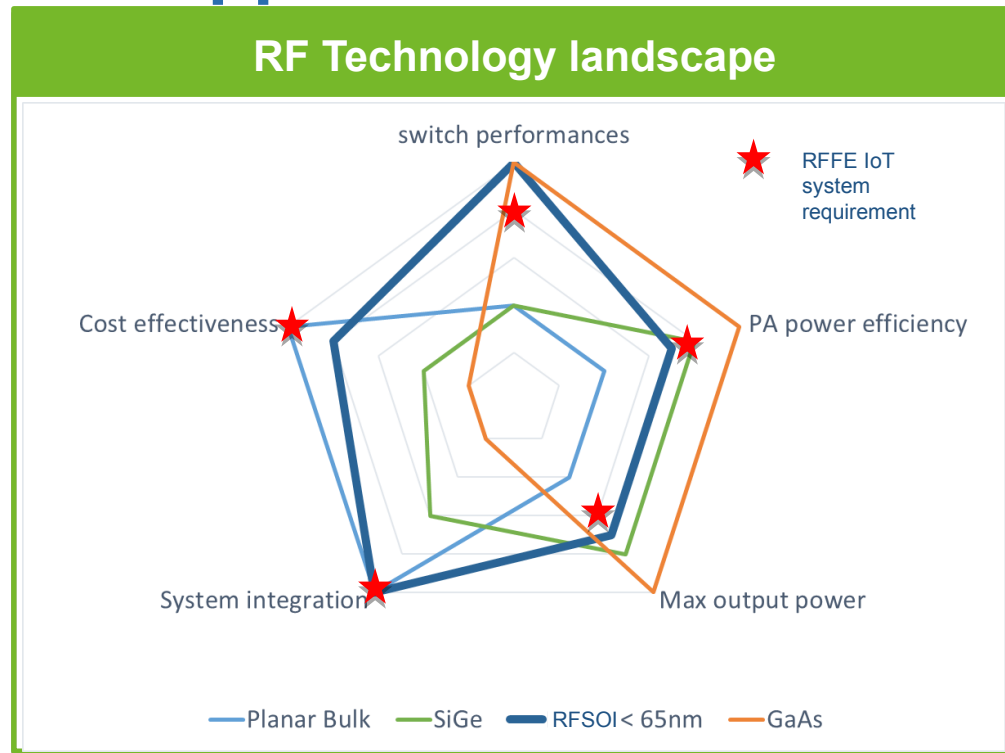 RF Technology landscape
switch performances
RFFE IoT
system
requirement
Cost effectiveness
PA power efficiency
System integration
Max output power
Planar Bulk
SiGe
RFSOI < 65nm
GaAs